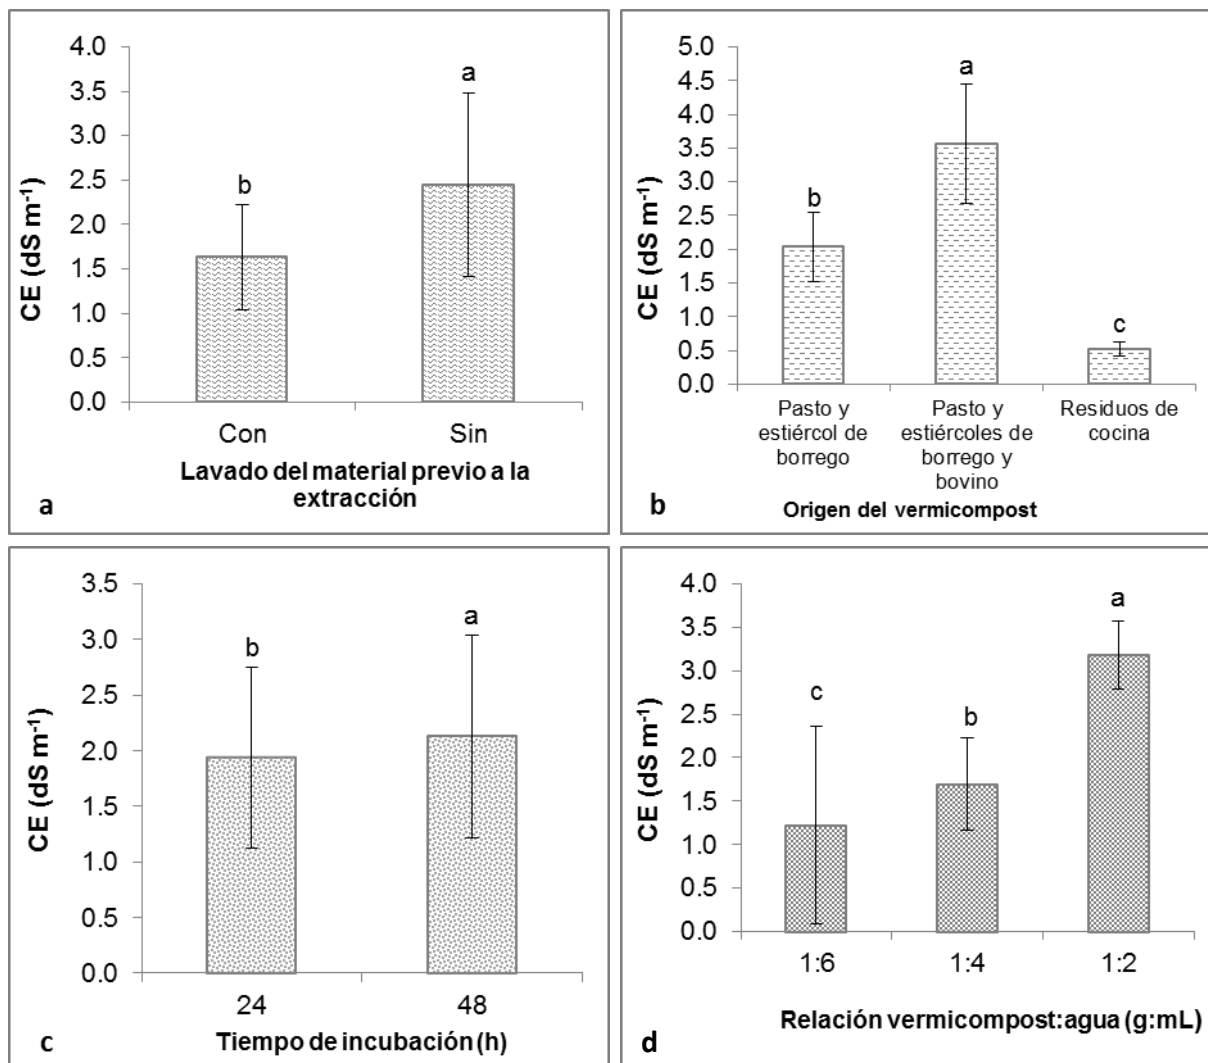 4.0
3.5
3.0
2.5
2.0
1.5
1.0
0.5
0.0
CE (dS m-1)
b
a
Con
Sin
Lavado del material previo a la
extracción
a
5.0
4.5
4.0
3.5
3.0
2.5
2.0
1.5
1.0
0.5
0.0
CE (dS m-1)
b
a
c
Pasto y
estiércol de
borrego
Pasto y
estiércoles de
borrego y
bovino
Residuos de
cocina
Origen del vermicompost
b
3.5
3.0
2.5
2.0
1.5
1.0
0.5
0.0
CE (dS m-1)
b
a
24
48
Tiempo de incubación (h)
c
4.0
3.5
3.0
2.5
2.0
1.5
1.0
0.5
0.0
CE (dS m-1)
c
b
a
1:6
1:4
1:2
Relación vermicompost:agua (g:mL)
d